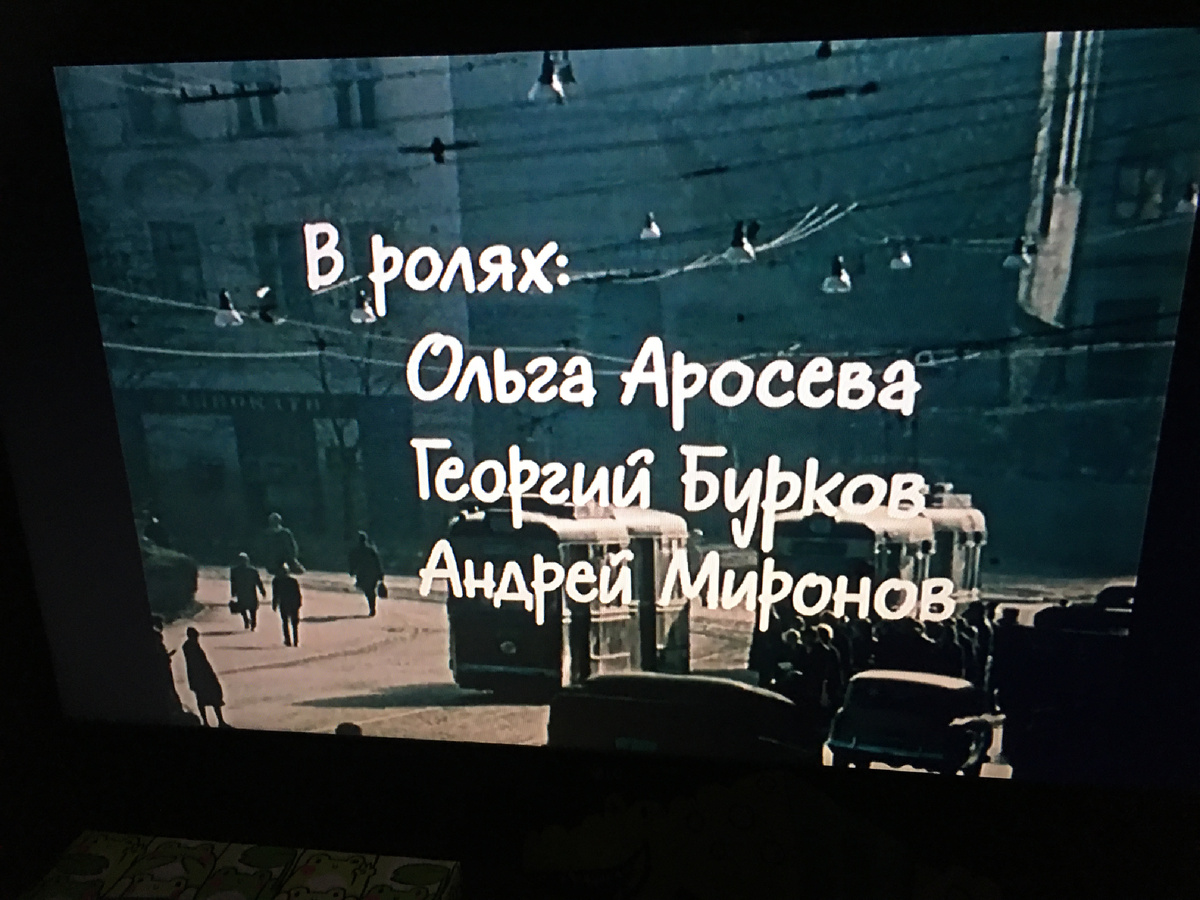 В ролях:
Ольга Аросева
Георгий Бурков
Андрей Миронов